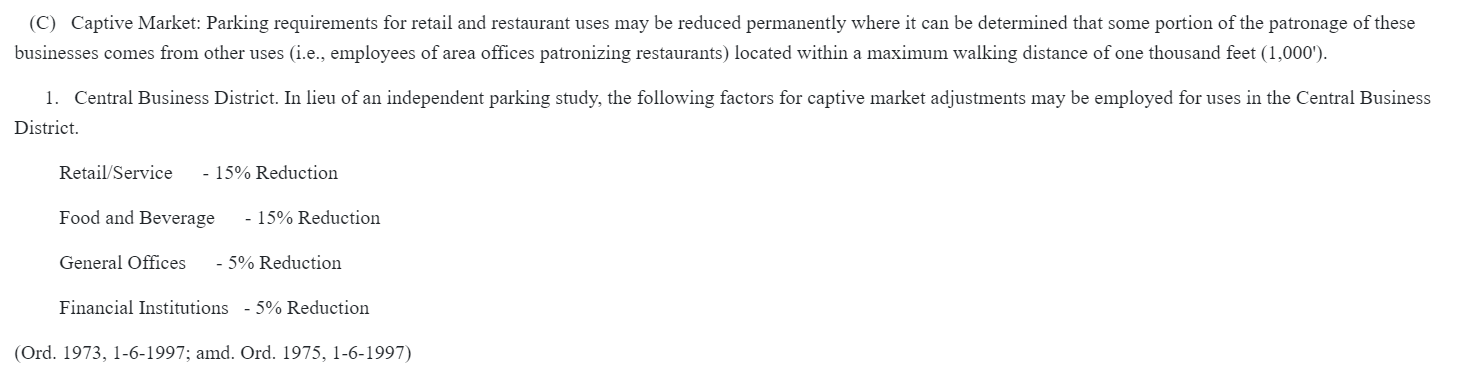 (C) Captive Market: Parking requirements for retail and restaurant uses may be reduced permanently where it can be determined that some portion of the patronage of these
businesses comes from other uses (i.e., employees of area offices patronizing restaurants) located within a maximum walking distance of one thousand feet (1,000').
1. Central Business District. In lieu of an independent parking study, the following factors for captive market adjustments may be employed for uses in the Central Business
District.
Retail/Service - 15% Reduction
Food and Beverage - 15% Reduction
General Offices - 5% Reduction
Financial Institutions - 5% Reduction
(Ord. 1973, 1-6-1997; amd. Ord. 1975, 1-6-1997)